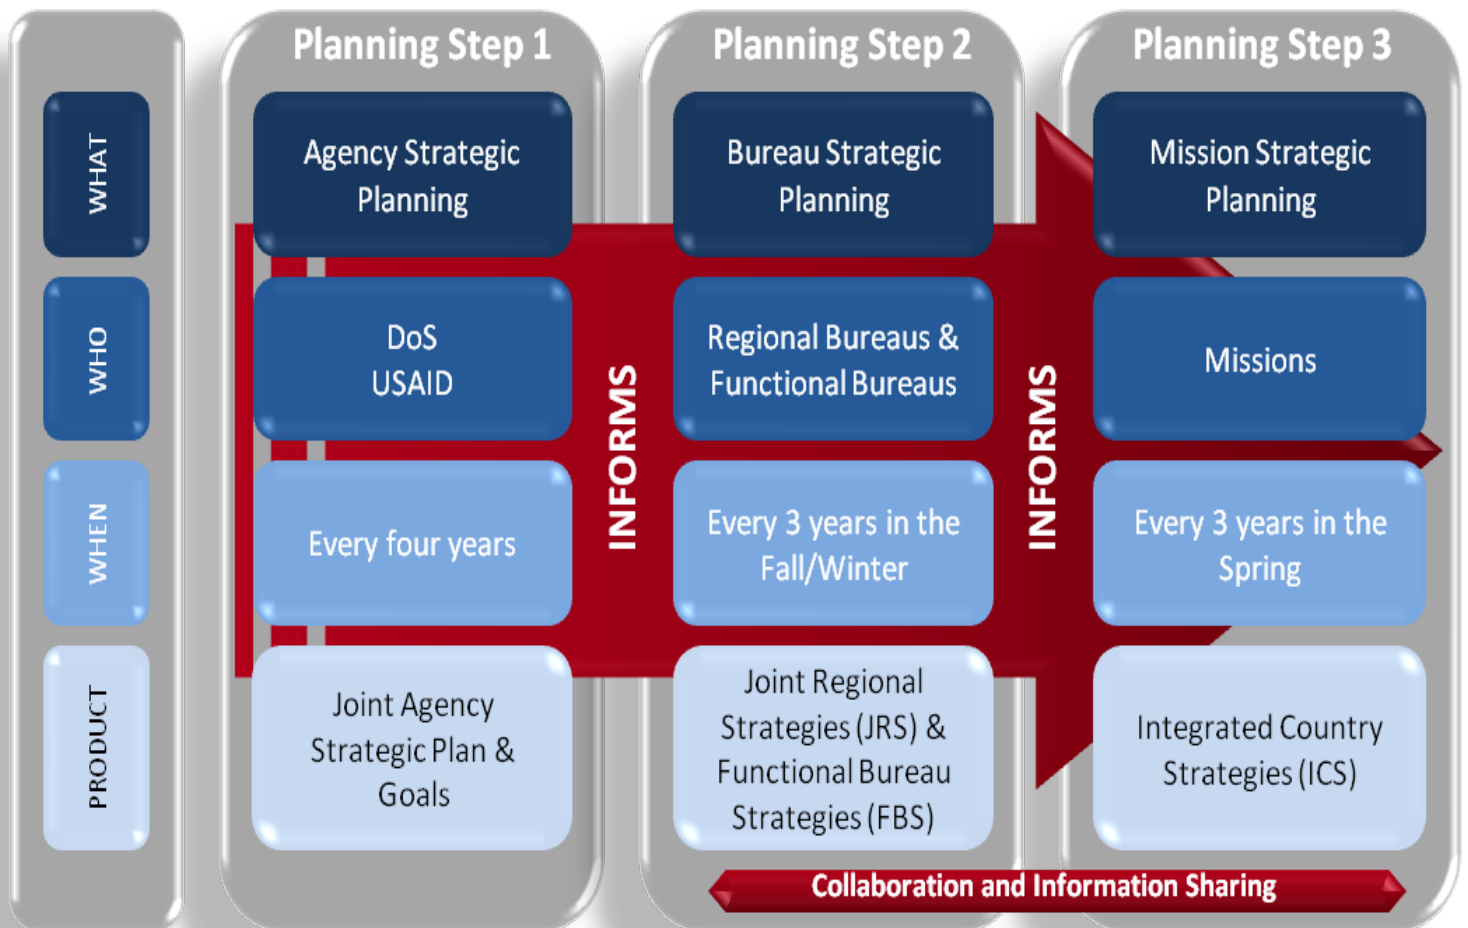 Planning Step 1
Planning Step 2
Planning Step 3
WHAT
Agency Strategic
Planning
Bureau Strategic
Planning
Mission Strategic
Planning
WHO
DoS
USAID
Regional Bureaus &
Functional Bureaus
Missions
INFORMS
INFORMS
WHEN
Every four years
Every 3 years in the
Fall/Winter
Every 3 years in the
Spring
PRODUCT
Joint Agency
Strategic Plan &
Goals
Joint Regional
Strategies (JRS) &
Functional Bureau
Strategies (FBS)
Integrated Country
Strategies (ICS)
Collaboration and Information Sharing